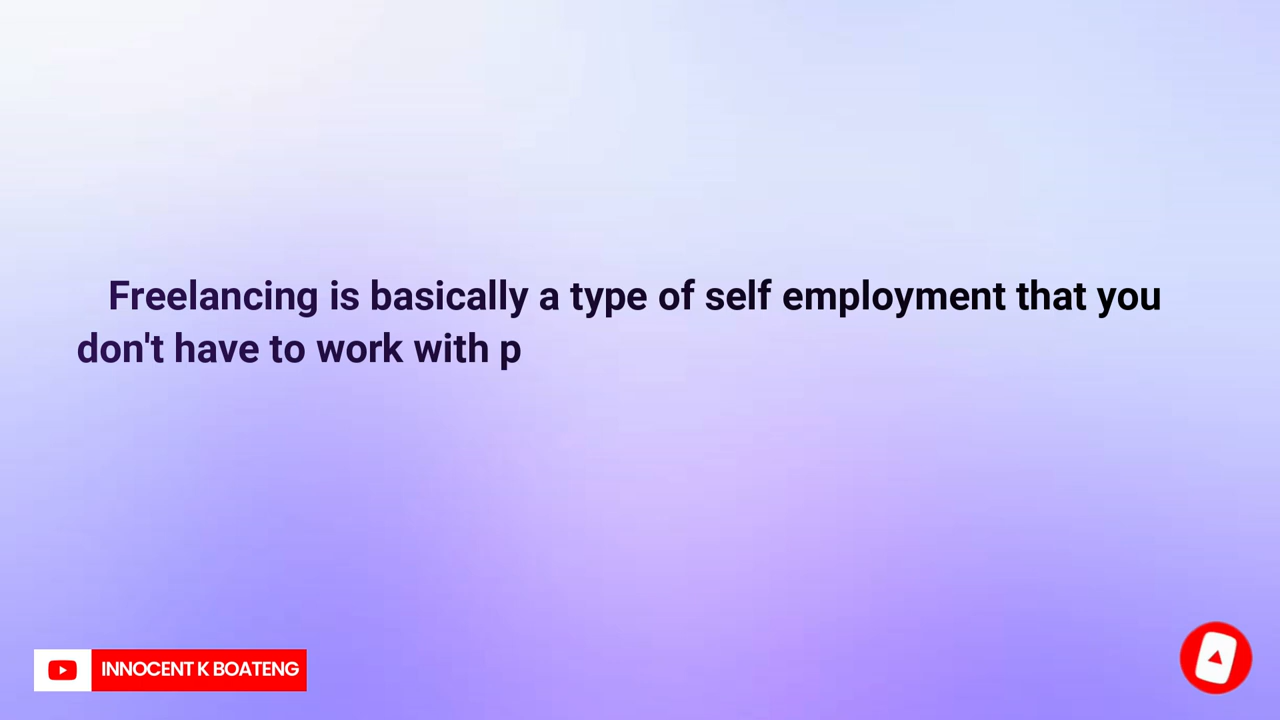 Freelancing is basically a type of self employment that you
don't have to work with p
INNOCENT K BOATENG